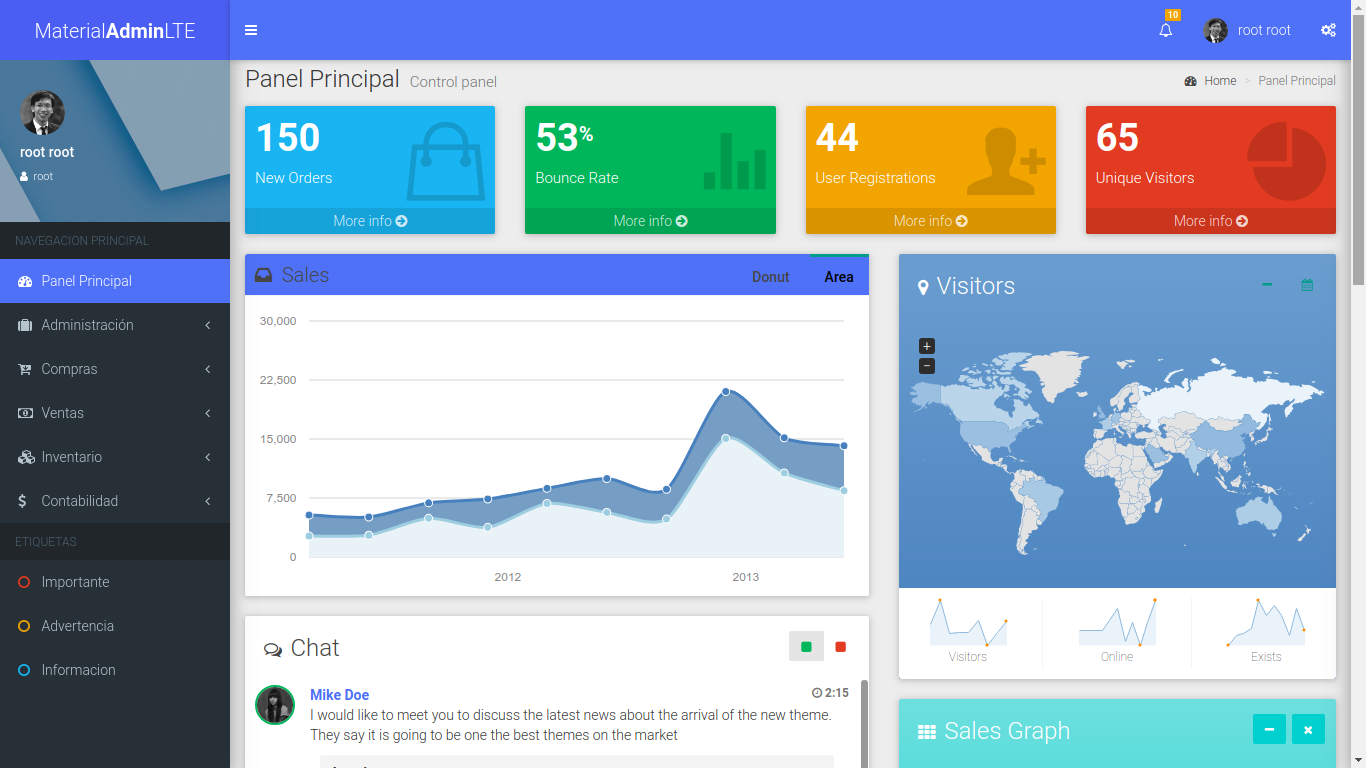 MaterialAdminLTE
10
root root
root root
root
NAVEGACION PRINCIPAL
Panel Principal
Administración
Compras
Ventas
Inventario
Contabilidad
ETIQUETAS
Importante
Advertencia
Informacion
Panel Principal Control panel
Home > Panel Principal
150
New Orders
More info
53%
Bounce Rate
More info
44
User Registrations
More info
65
Unique Visitors
More info
Sales
Donut
Area
30,000
22,500
15,000
7,500
0
2012
2013
Visitors
+
−
Visitors
Online
Exists
Chat
Mike Doe
2:15
I would like to meet you to discuss the latest news about the arrival of the new theme.
They say it is going to be one the best themes on the market
Sales Graph